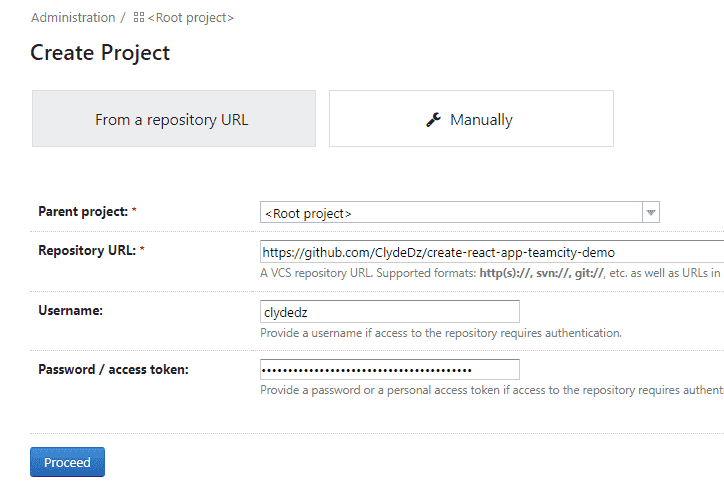 Administration / <Root project>
Create Project
From a repository URL
Manually
Parent project: *
<Root project>
Repository URL: *
https://github.com/ClydeDz/create-react-app-teamcity-demo
A VCS repository URL. Supported formats: http(s)://, svn://, git://, etc. as well as URLs in
Username:
clydedz
Provide a username if access to the repository requires authentication.
Password / access token:
••••••••••••••••••••••••••••••••••••••••
Provide a password or a personal access token if access to the repository requires authent
Proceed